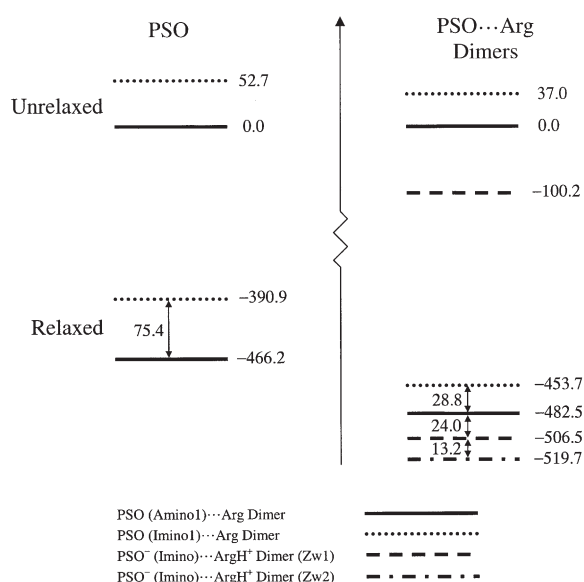 PSO
PSO···Arg
Dimers
52.7
37.0
Unrelaxed
0.0
0.0
−100.2
−390.9
Relaxed
75.4
−466.2
−453.7
28.8
−482.5
24.0
−506.5
13.2
−519.7
PSO (Amino1)···Arg Dimer
PSO (Imino1)···Arg Dimer
PSO⁻ (Imino)···ArgH⁺ Dimer (Zw1)
PSO⁻ (Imino)···ArgH⁺ Dimer (Zw2)